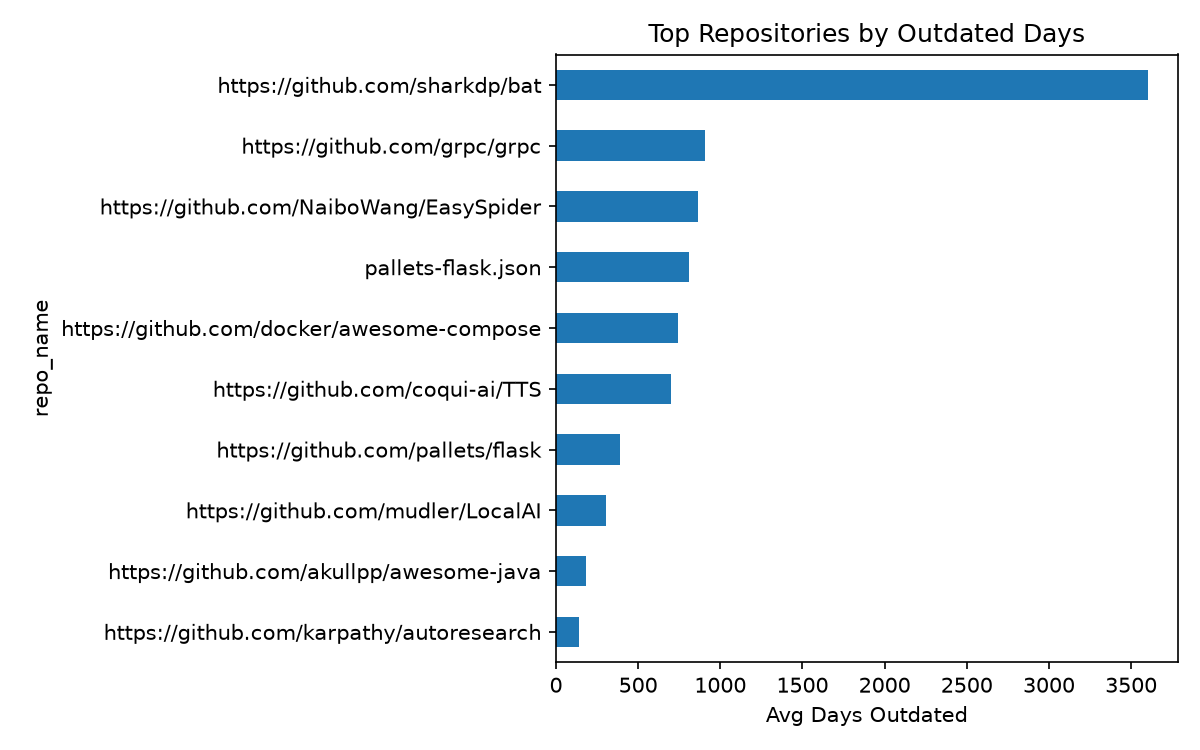 Top Repositories by Outdated Days
https://github.com/sharkdp/bat
https://github.com/grpc/grpc
https://github.com/NaiboWang/EasySpider
pallets-flask.json
https://github.com/docker/awesome-compose
https://github.com/coqui-ai/TTS
https://github.com/pallets/flask
https://github.com/mudler/LocalAI
https://github.com/akullpp/awesome-java
https://github.com/karpathy/autoresearch
repo_name
0 500 1000 1500 2000 2500 3000 3500
Avg Days Outdated